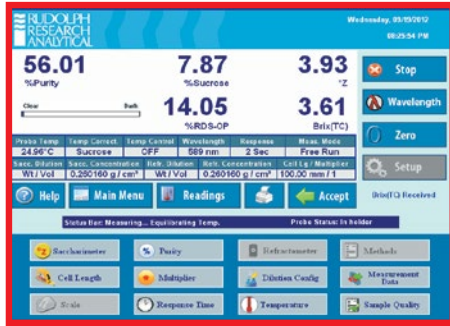 RUDOLPH
RESEARCH
ANALYTICAL
Wednesday, 09/19/2012
08:29:54 PM
56.01 7.87 3.93
%Purity %Sucrose °Z
Stop
Clear Dark 14.05 3.61
%RDS-OP Brix(TC)
Wavelength
Probe Temp Temp Correct. Temp Control Wavelength Response Meas. Mode
24.96°C Sucrose OFF 589 nm 2 Sec Free Run
Zero
Sacc. Dilution Sacc. Concentration Refr. Dilution Refr. Concentration Cell Lg / Multiplier
Wt / Vol 0.260160 g / cm³ Wt / Vol 0.260160 g / cm³ 100.00 mm / 1
Setup
Help Main Menu Readings Accept
Brix(TC) Received
Status Bar: Measuring... Equilibrating Temp. Probe Status: In holder
Saccharimeter Purity Refractometer Methods
Cell Length Multiplier Dilution Config Measurement Data
Scale Response Time Temperature Sample Quality